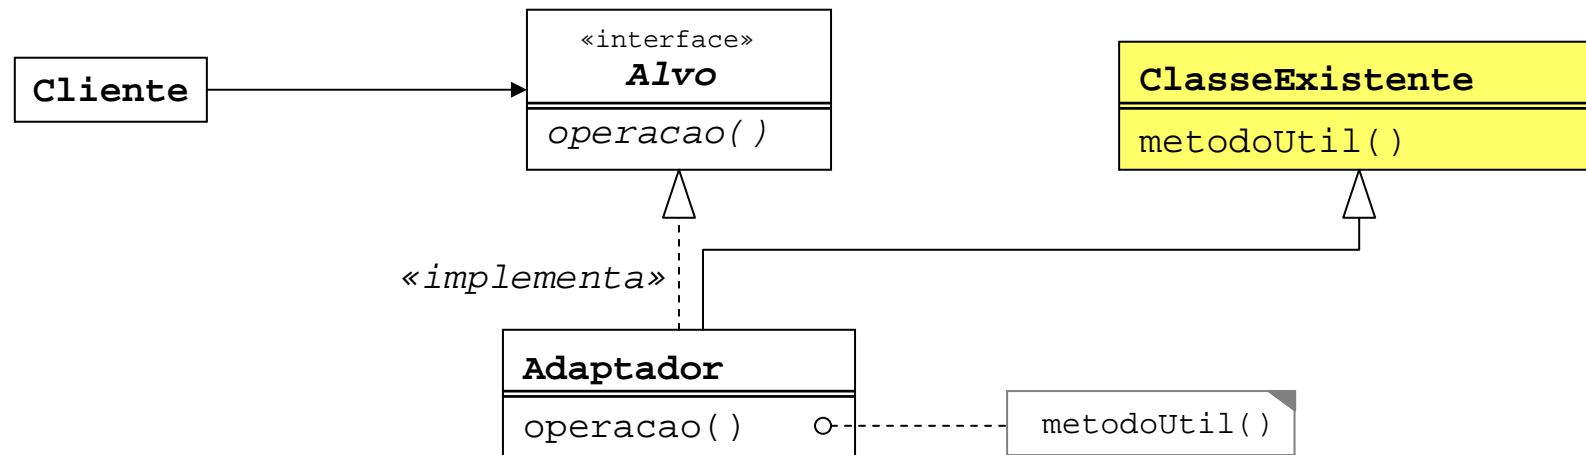 Cliente
«interface»
Alvo
operacao()
ClasseExistente
metodoUtil()
«implementa»
Adaptador
operacao()
metodoUtil()